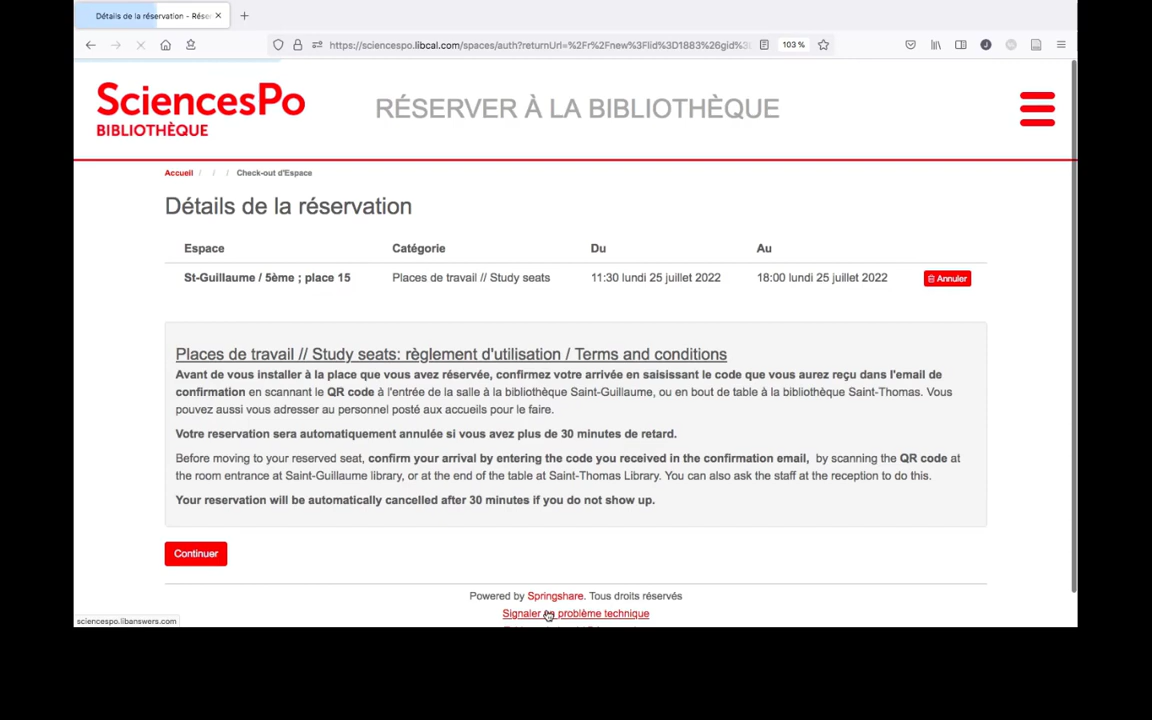 Détails de la réservation - Rése
https://sciencespo.libcal.com/spaces/auth?returnUrl=%2Fr%2Fnew%3Flid%3D1883%26gid%3
103 %
SciencesPo
BIBLIOTHÈQUE
RÉSERVER À LA BIBLIOTHÈQUE
Accueil / / / Check-out d'Espace
Détails de la réservation
Espace Catégorie Du Au
St-Guillaume / 5ème ; place 15 Places de travail // Study seats 11:30 lundi 25 juillet 2022 18:00 lundi 25 juillet 2022 Annuler
Places de travail // Study seats: règlement d'utilisation / Terms and conditions
Avant de vous installer à la place que vous avez réservée, confirmez votre arrivée en saisissant le code que vous aurez reçu dans l'email de
confirmation en scannant le QR code à l'entrée de la salle à la bibliothèque Saint-Guillaume, ou en bout de table à la bibliothèque Saint-Thomas. Vous
pouvez aussi vous adresser au personnel posté aux accueils pour le faire.
Votre reservation sera automatiquement annulée si vous avez plus de 30 minutes de retard.
Before moving to your reserved seat, confirm your arrival by entering the code you received in the confirmation email, by scanning the QR code at
the room entrance at Saint-Guillaume library, or at the end of the table at Saint-Thomas Library. You can also ask the staff at the reception to do this.
Your reservation will be automatically cancelled after 30 minutes if you do not show up.
Continuer
Powered by Springshare. Tous droits réservés
Signaler problème technique
sciencespo.libanswers.com